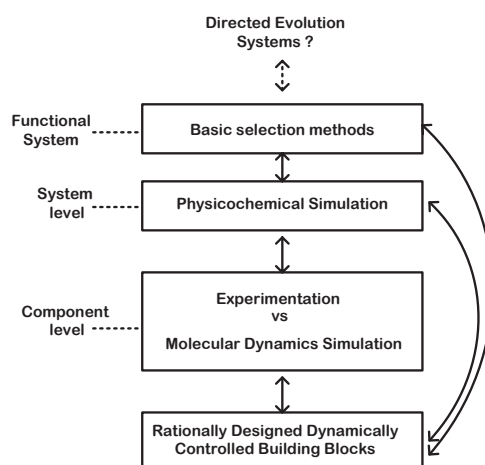 Directed Evolution
Systems ?
Functional
System
Basic selection methods
System
level
Physicochemical Simulation
Component
level
Experimentation
vs
Molecular Dynamics Simulation
Rationally Designed Dynamically
Controlled Building Blocks